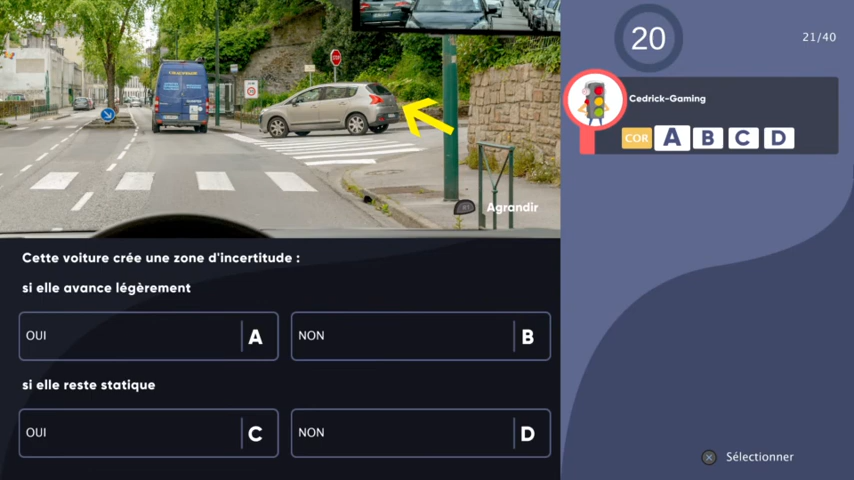 20
21/40
Cedrick-Gaming
COR A B C D
Agrandir
Cette voiture crée une zone d'incertitude :
si elle avance légèrement
OUI A NON B
si elle reste statique
OUI C NON D
Sélectionner